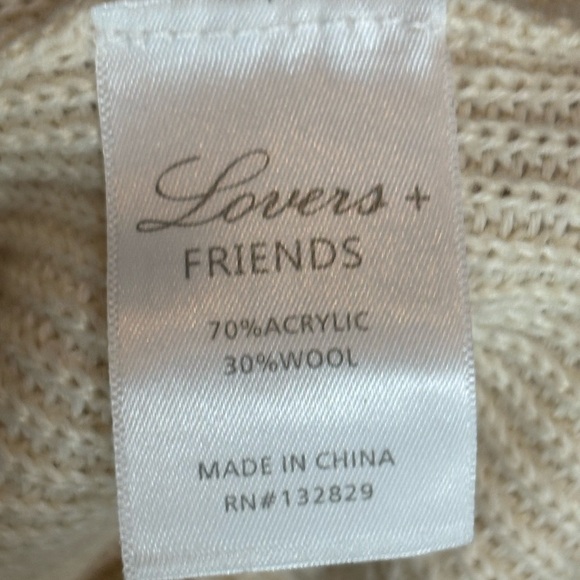 Lovers +
FRIENDS
70%ACRYLIC
30%WOOL
MADE IN CHINA
RN#132829